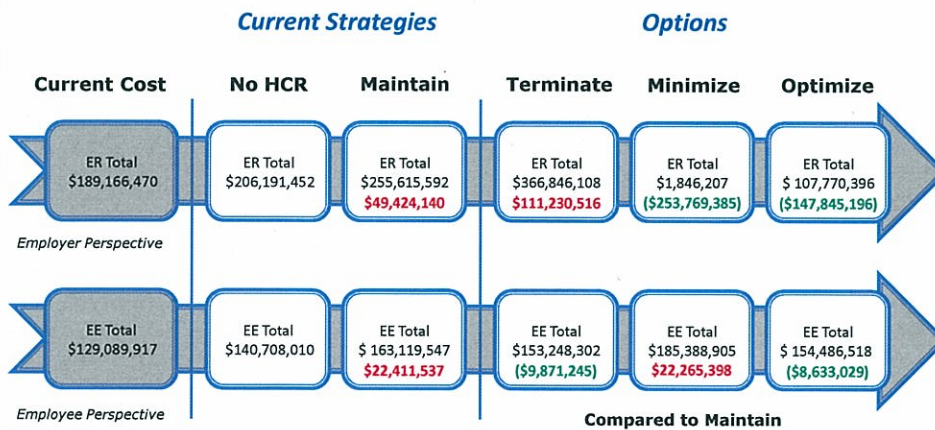 Current Strategies Options
Current Cost No HCR Maintain Terminate Minimize Optimize
ER Total
$189,166,470
ER Total
$206,191,452
ER Total
$255,615,592
$49,424,140
ER Total
$366,846,108
$111,230,516
ER Total
$1,846,207
($253,769,385)
ER Total
$ 107,770,396
($147,845,196)
Employer Perspective
EE Total
$129,089,917
EE Total
$140,708,010
EE Total
$ 163,119,547
$22,411,537
EE Total
$153,248,302
($9,871,245)
EE Total
$185,388,905
$22,265,398
EE Total
$ 154,486,518
($8,633,029)
Employee Perspective
Compared to Maintain